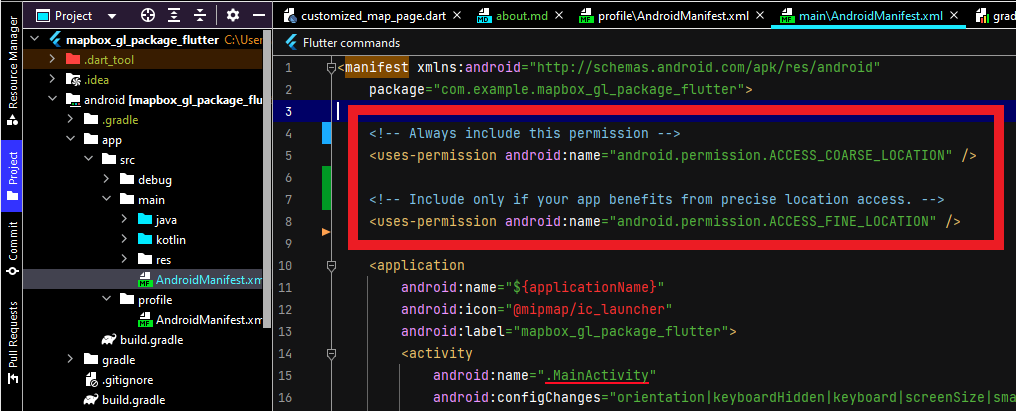 Project
customized_map_page.dart
about.md
profile\AndroidManifest.xml
main\AndroidManifest.xml
grad
Resource Manager
Project
Commit
Pull Requests
mapbox_gl_package_flutter C:\User
.dart_tool
.idea
android [mapbox_gl_package_flu
.gradle
app
src
debug
main
java
kotlin
res
AndroidManifest.xm
profile
AndroidManifest.xm
build.gradle
gradle
.gitignore
build.gradle
Flutter commands
1 <manifest xmlns:android="http://schemas.android.com/apk/res/android"
2 package="com.example.mapbox_gl_package_flutter">
3
4 <!-- Always include this permission -->
5 <uses-permission android:name="android.permission.ACCESS_COARSE_LOCATION" />
6
7 <!-- Include only if your app benefits from precise location access. -->
8 <uses-permission android:name="android.permission.ACCESS_FINE_LOCATION" />
9
10 <application
11 android:name="${applicationName}"
12 android:icon="@mipmap/ic_launcher"
13 android:label="mapbox_gl_package_flutter">
14 <activity
15 android:name=".MainActivity"
16 android:configChanges="orientation|keyboardHidden|keyboard|screenSize|sma